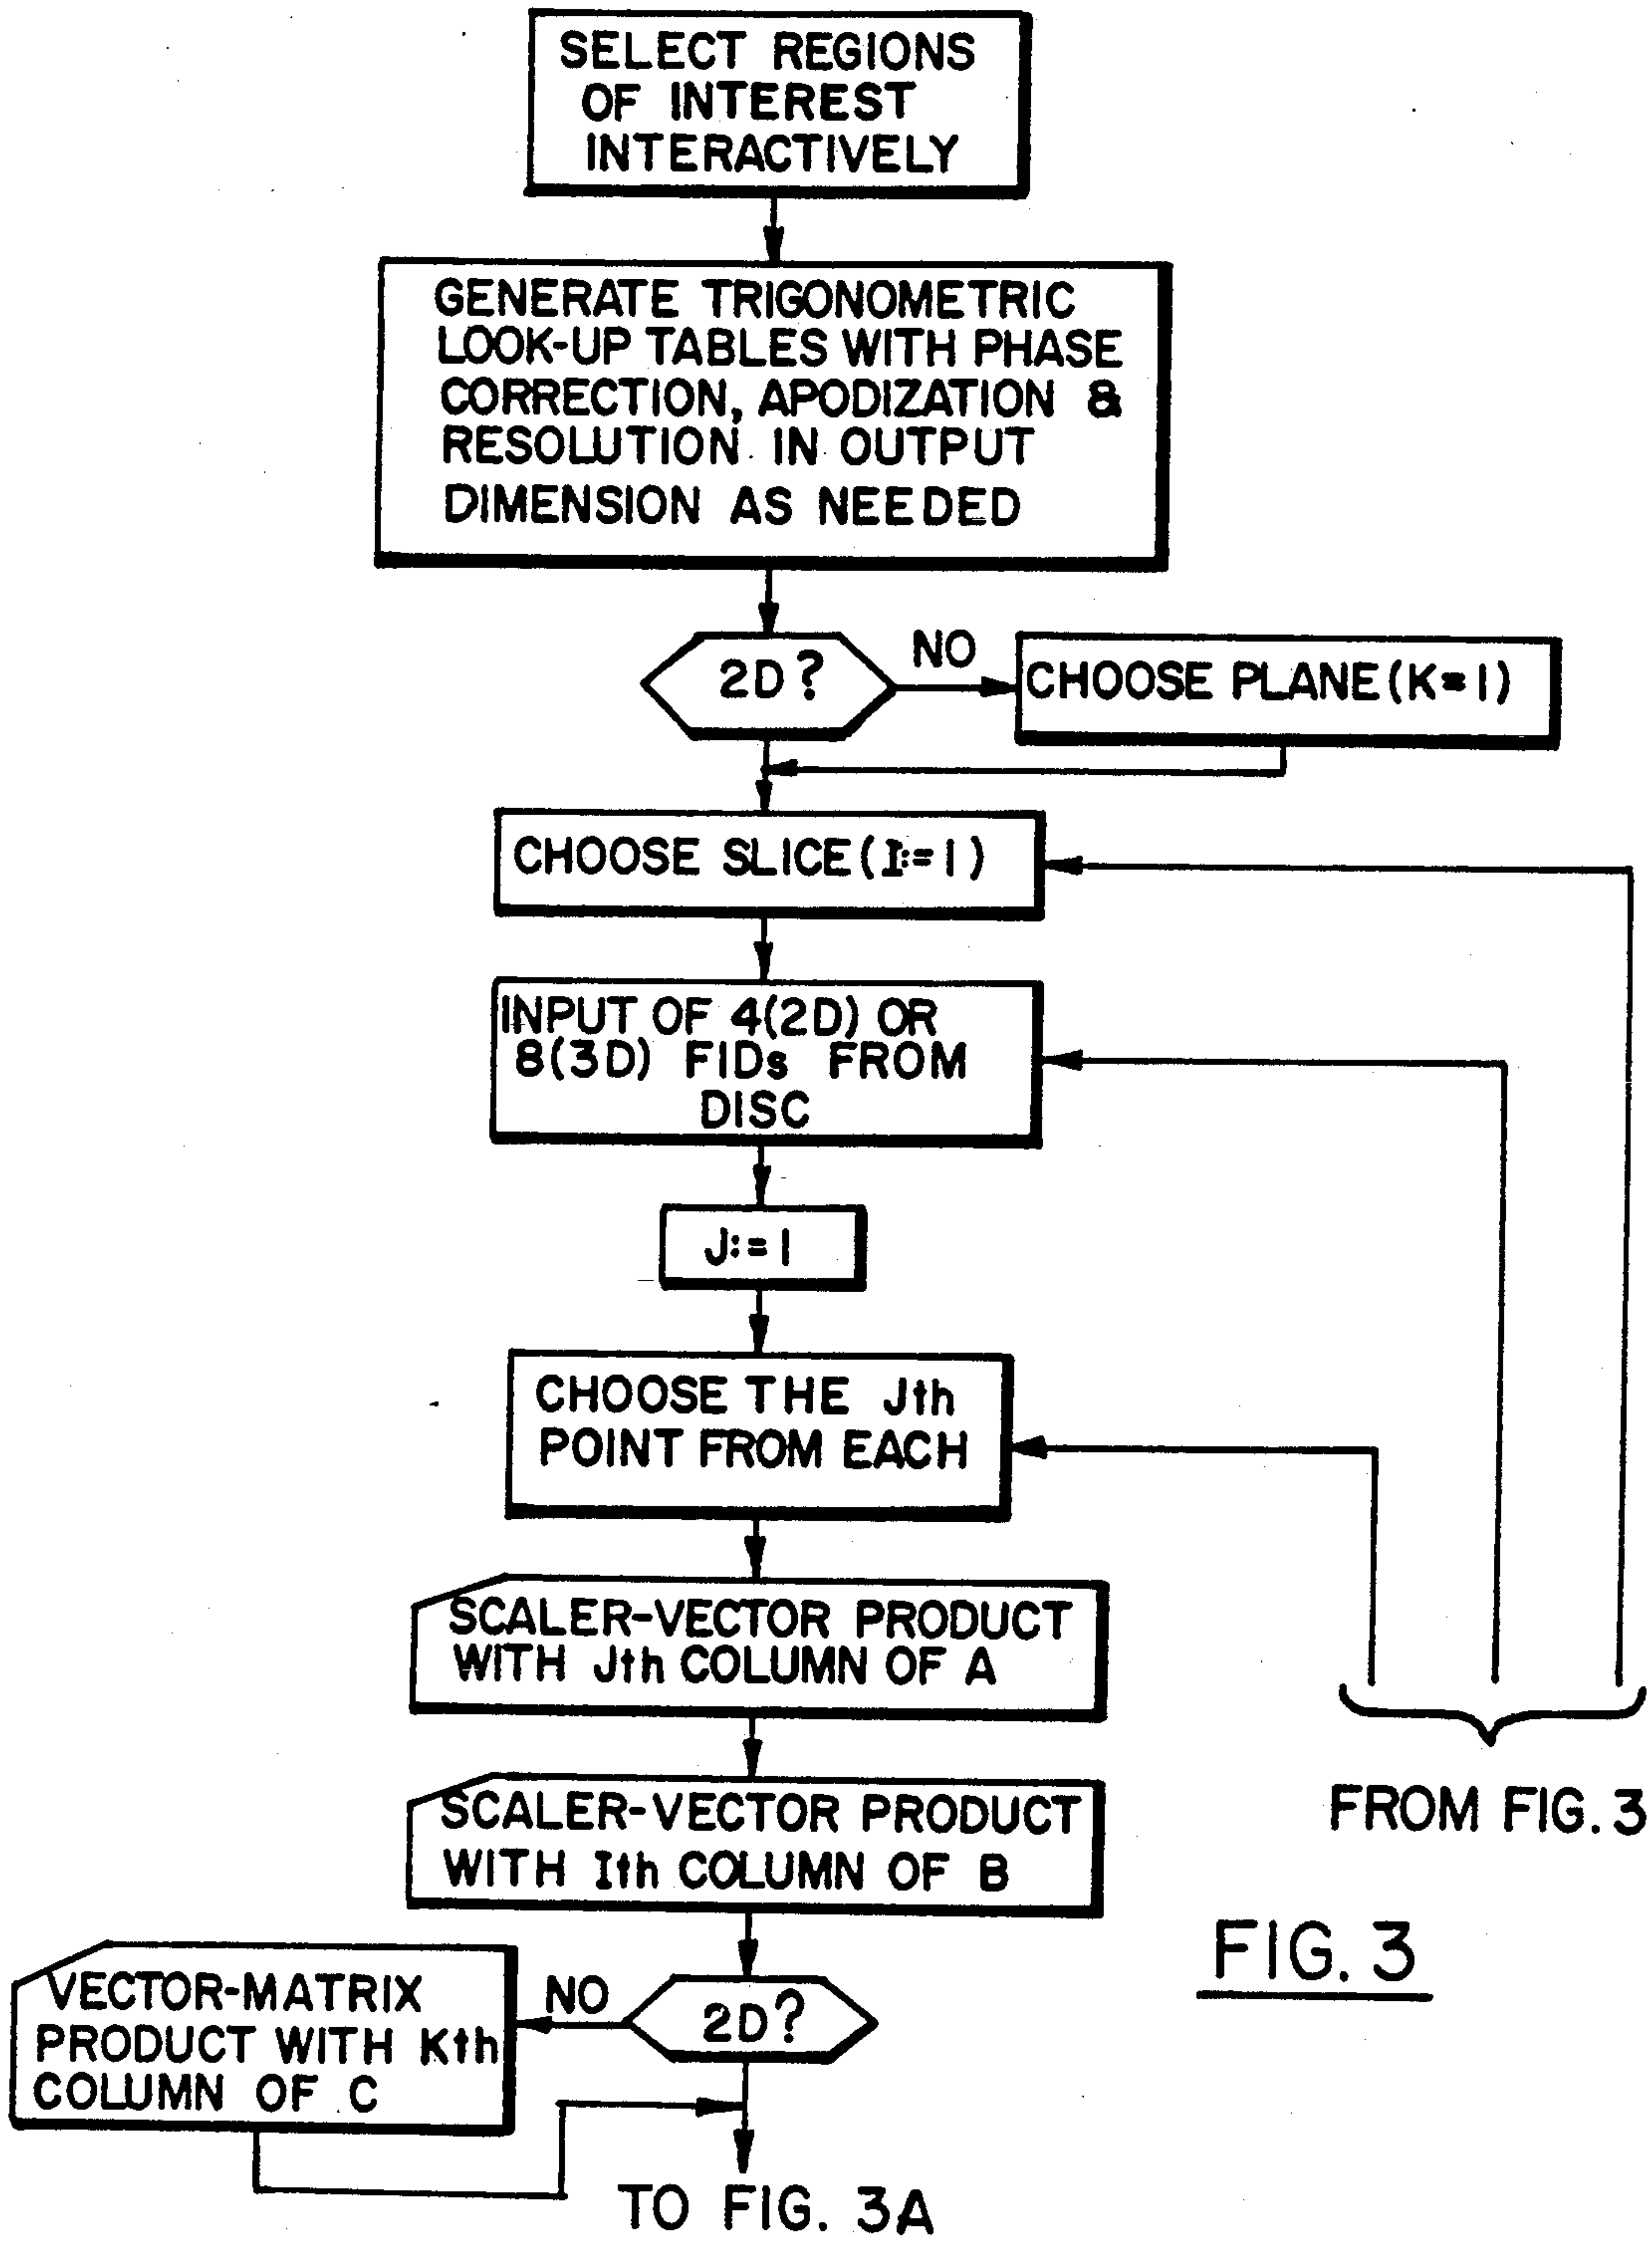 SELECT REGIONS
OF INTEREST
INTERACTIVELY
GENERATE TRIGONOMETRIC
LOOK-UP TABLES WITH PHASE
CORRECTION, APODIZATION &
RESOLUTION IN OUTPUT
DIMENSION AS NEEDED
2D?
NO
CHOOSE PLANE (K=1)
CHOOSE SLICE (I:=1)
INPUT OF 4(2D) OR
8(3D) FIDs FROM
DISC
J:=1
CHOOSE THE Jth
POINT FROM EACH
SCALER-VECTOR PRODUCT
WITH Jth COLUMN OF A
SCALER-VECTOR PRODUCT
WITH Ith COLUMN OF B
FROM FIG. 3
2D?
NO
VECTOR-MATRIX
PRODUCT WITH Kth
COLUMN OF C
TO FIG. 3A
FIG. 3